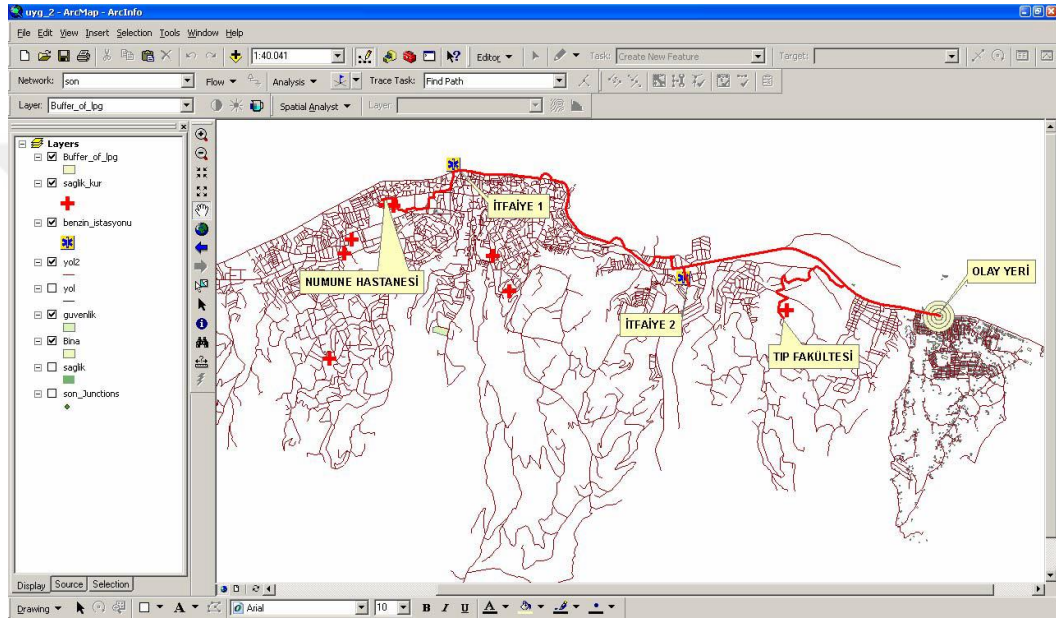 uyg_2 - ArcMap - ArcInfo
File Edit View Insert Selection Tools Window Help
1:40.041 Editor Task: Create New Feature Target:
Network: son Flow Analysis Trace Task: Find Path
Layer: Buffer_of_lpg Spatial Analyst Layer:
Layers
Buffer_of_lpg
saglik_kur
benzin_istasyonu
yol2
yol
guvenlik
Bina
saglik
son_Junctions
İTFAİYE 1
NUMUNE HASTANESİ
OLAY YERİ
İTFAİYE 2
TIP FAKÜLTESİ
Display Source Selection
Drawing A Arial 10 B I U A